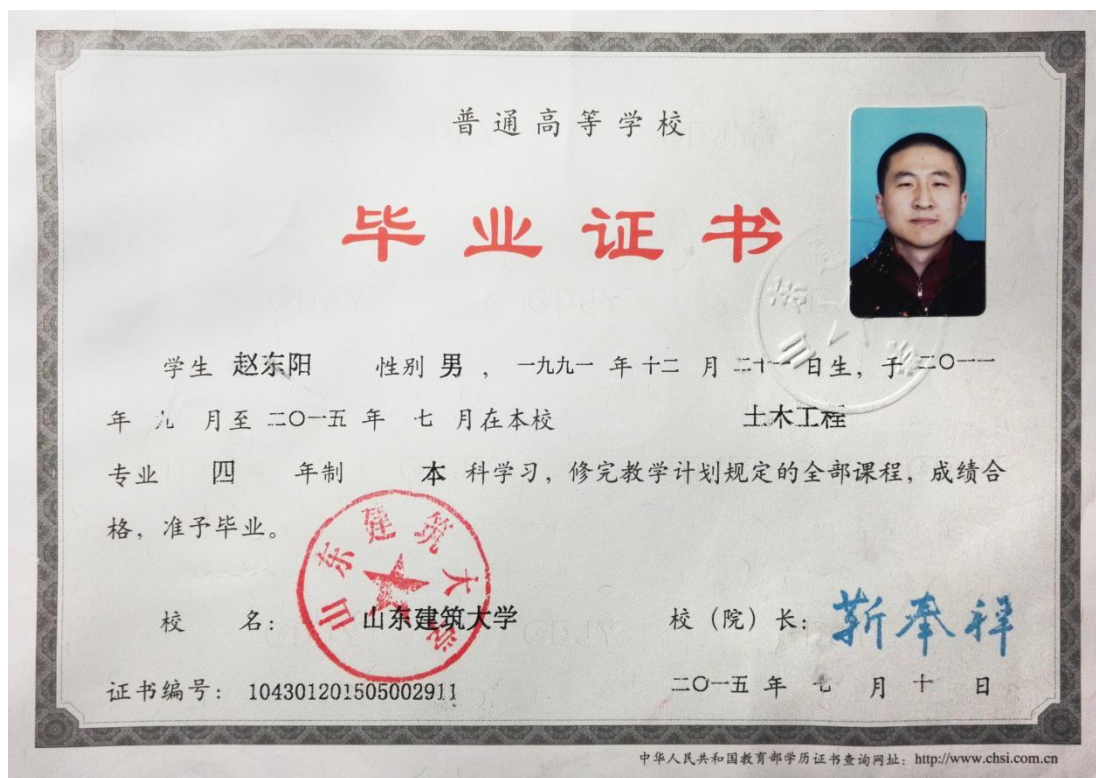 普通高等学校
毕业证书
学生 赵东阳 性别 男 ，一九九一 年 十二 月 二十一 日生，于 二〇一一
年 九 月至 二〇一五 年 七 月在本校 土木工程
专业 四 年制 本 科学习，修完教学计划规定的全部课程，成绩合
格，准予毕业。
山东建筑大学
校 名： 山东建筑大学 校（院）长： 靳奉祥
证书编号： 104301201505002911 二〇一五 年 七 月 十 日
中华人民共和国教育部学历证书查询网址：http://www.chsi.com.cn